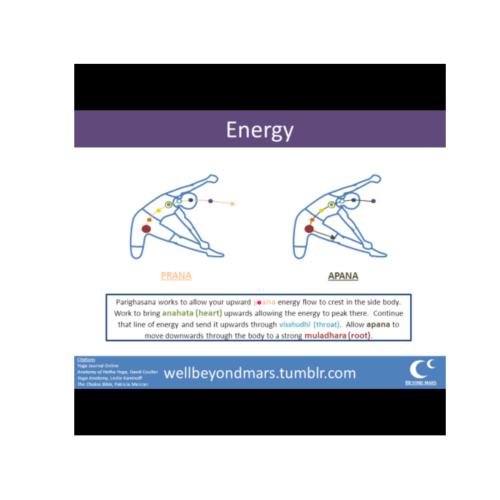 Energy
PRANA
APANA
Parighasana works to allow your upward prana energy flow to crest in the side body.
Work to bring anahata (heart) upwards allowing the energy to peak there. Continue
that line of energy and send it upwards through visshudhi (throat). Allow apana to
move downwards through the body to a strong muladhara (root).
Citations
Yoga Journal Online
Anatomy of Hatha Yoga, David Coulter
Yoga Anatomy, Leslie Kaminoff
The Chakra Bible, Patricia Mercier
wellbeyondmars.tumblr.com
BEYOND MARS